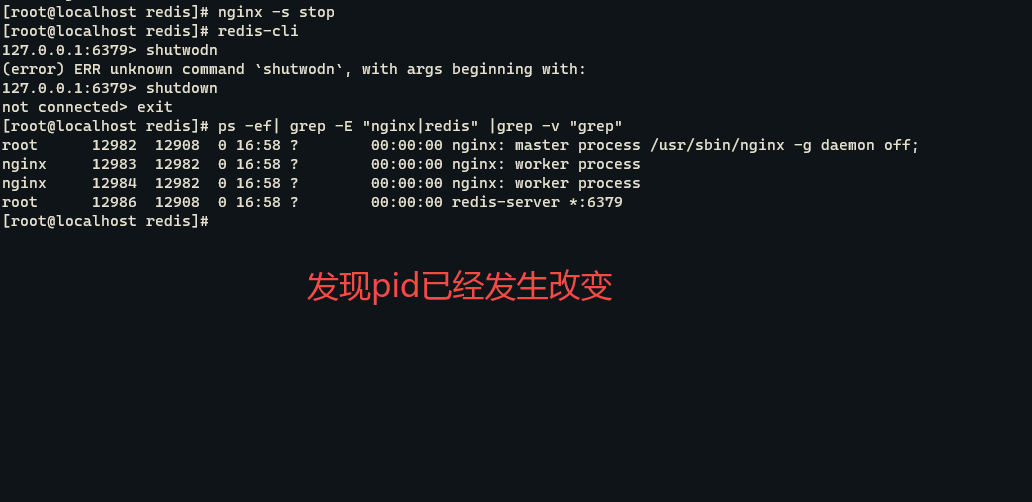 [root@localhost redis]# nginx -s stop
[root@localhost redis]# redis-cli
127.0.0.1:6379> shutwodn
(error) ERR unknown command `shutwodn`, with args beginning with:
127.0.0.1:6379> shutdown
not connected> exit
[root@localhost redis]# ps -ef| grep -E "nginx|redis" |grep -v "grep"
root      12982  12908  0 16:58 ?        00:00:00 nginx: master process /usr/sbin/nginx -g daemon off;
nginx     12983  12982  0 16:58 ?        00:00:00 nginx: worker process
nginx     12984  12982  0 16:58 ?        00:00:00 nginx: worker process
root      12986  12908  0 16:58 ?        00:00:00 redis-server *:6379
[root@localhost redis]#
发现pid已经发生改变